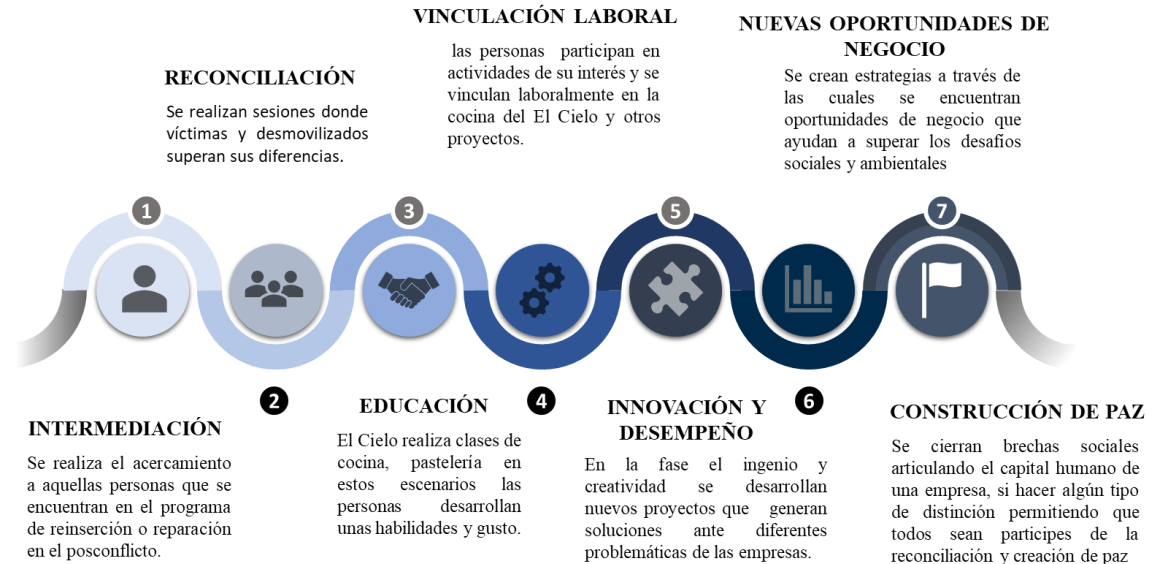 INTERMEDIACIÓN
Se realiza el acercamiento
a aquellas personas que se
encuentran en el programa
de reinserción o reparación
en el posconflicto.
1
RECONCILIACIÓN
Se realizan sesiones donde
víctimas y desmovilizados
superan sus diferencias.
2
EDUCACIÓN
El Cielo realiza clases de
cocina, pastelería en
estos escenarios las
personas desarrollan
unas habilidades y gusto.
3
VINCULACIÓN LABORAL
las personas participan en
actividades de su interés y se
vinculan laboralmente en la
cocina del El Cielo y otros
proyectos.
4
INNOVACIÓN Y
DESEMPEÑO
En la fase el ingenio y
creatividad se desarrollan
nuevos proyectos que generan
soluciones ante diferentes
problemáticas de las empresas.
5
NUEVAS OPORTUNIDADES DE
NEGOCIO
Se crean estrategias a través de
las cuales se encuentran
oportunidades de negocio que
ayudan a superar los desafíos
sociales y ambientales
6
CONSTRUCCIÓN DE PAZ
Se cierran brechas sociales
articulando el capital humano de
una empresa, si hacer algún tipo
de distinción permitiendo que
todos sean participes de la
reconciliación y creación de paz
7